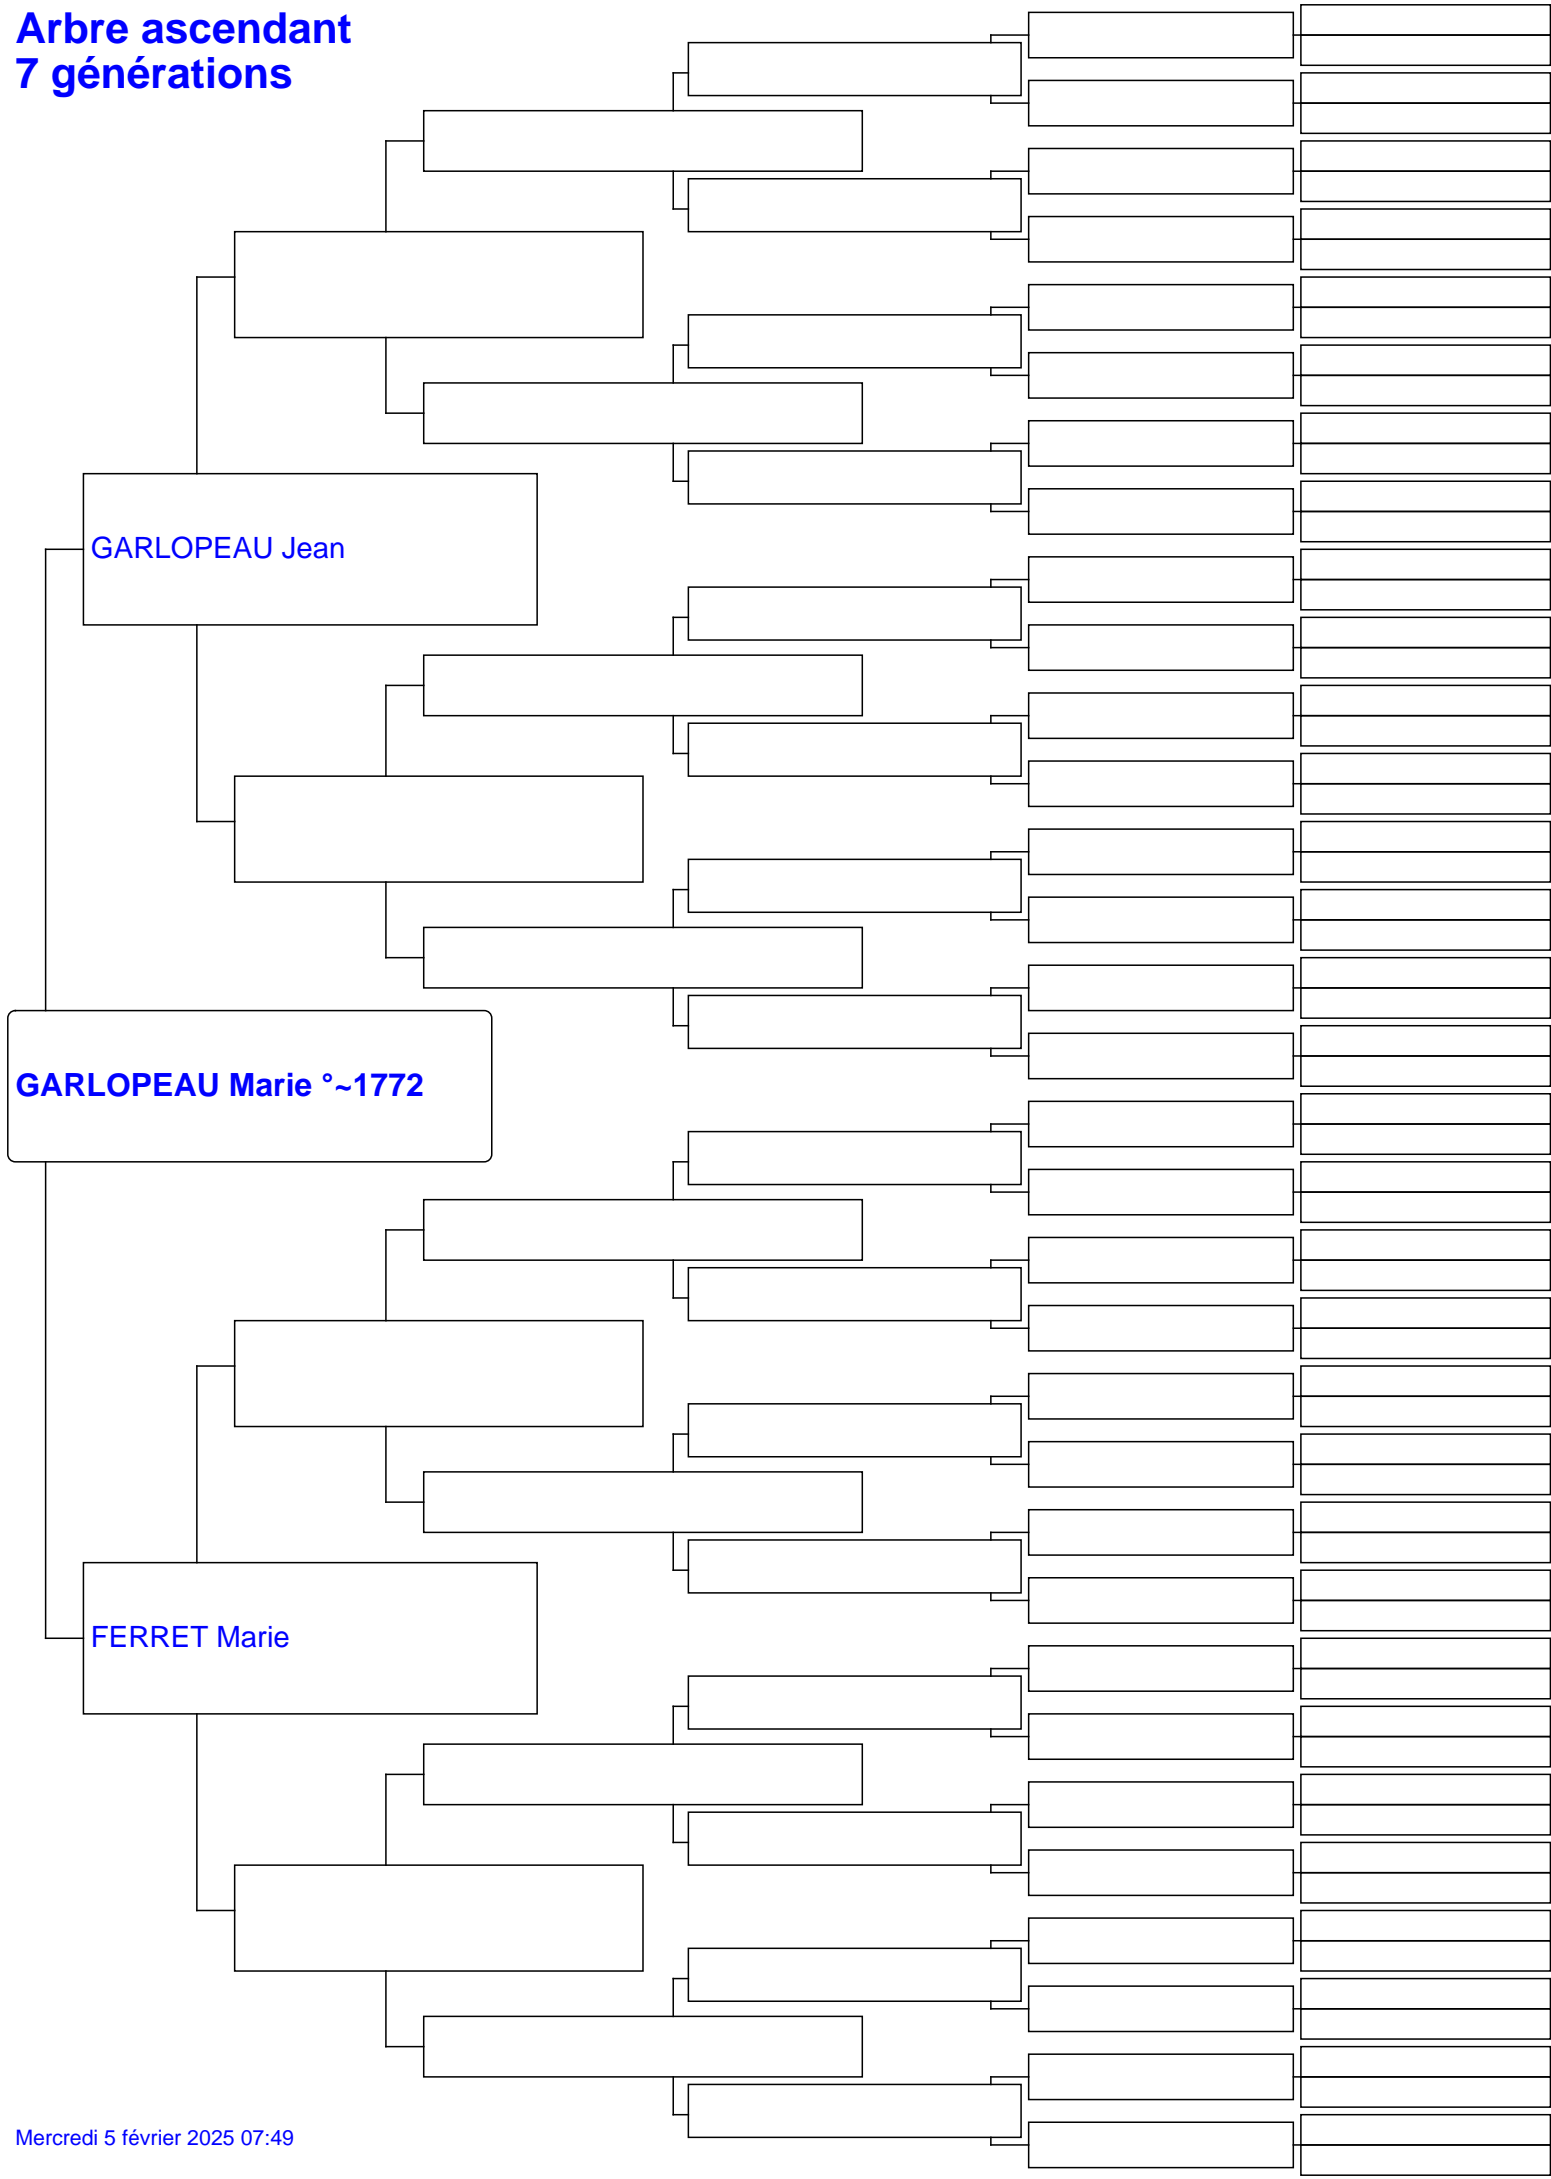 Arbre ascendant
7 générations
GARLOPEAU Jean
GARLOPEAU Marie °~1772
FERRET Marie
Mercredi 5 février 2025 07:49